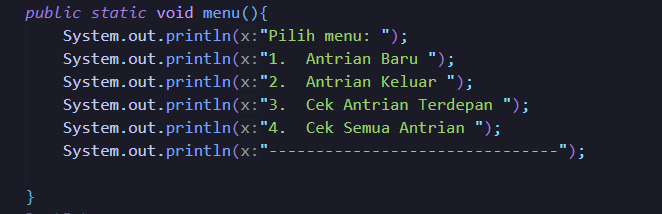 public static void menu(){
System.out.println(x:"Pilih menu: ");
System.out.println(x:"1.  Antrian Baru ");
System.out.println(x:"2.  Antrian Keluar ");
System.out.println(x:"3.  Cek Antrian Terdepan ");
System.out.println(x:"4.  Cek Semua Antrian ");
System.out.println(x:"-------------------------------");
}